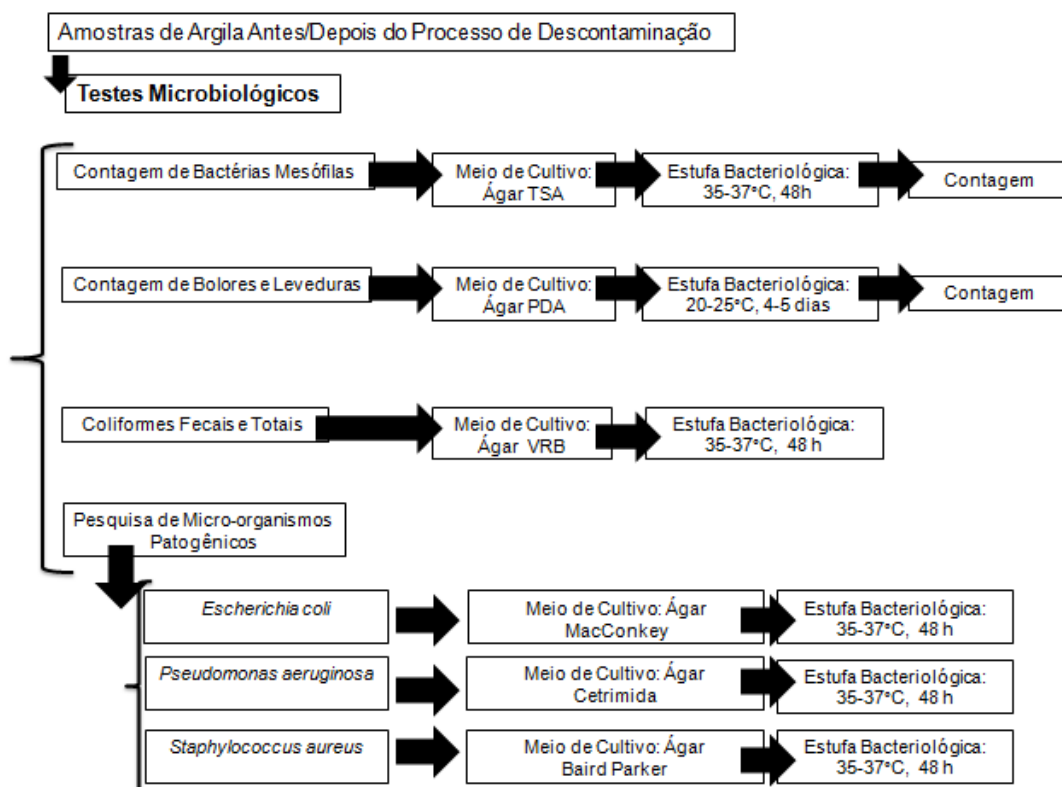 Amostras de Argila Antes/Depois do Processo de Descontaminação
Testes Microbiológicos
Contagem de Bactérias Mesófilas
Meio de Cultivo:
Ágar TSA
Estufa Bacteriológica:
35-37°C, 48h
Contagem
Contagem de Bolores e Leveduras
Meio de Cultivo:
Ágar PDA
Estufa Bacteriológica:
20-25°C, 4-5 dias
Contagem
Coliformes Fecais e Totais
Meio de Cultivo:
Ágar VRB
Estufa Bacteriológica:
35-37°C, 48 h
Pesquisa de Micro-organismos
Patogênicos
Escherichia coli
Meio de Cultivo: Ágar
MacConkey
Estufa Bacteriológica:
35-37°C, 48 h
Pseudomonas aeruginosa
Meio de Cultivo: Ágar
Cetrimida
Estufa Bacteriológica:
35-37°C, 48 h
Staphylococcus aureus
Meio de Cultivo: Ágar
Baird Parker
Estufa Bacteriológica:
35-37°C, 48 h